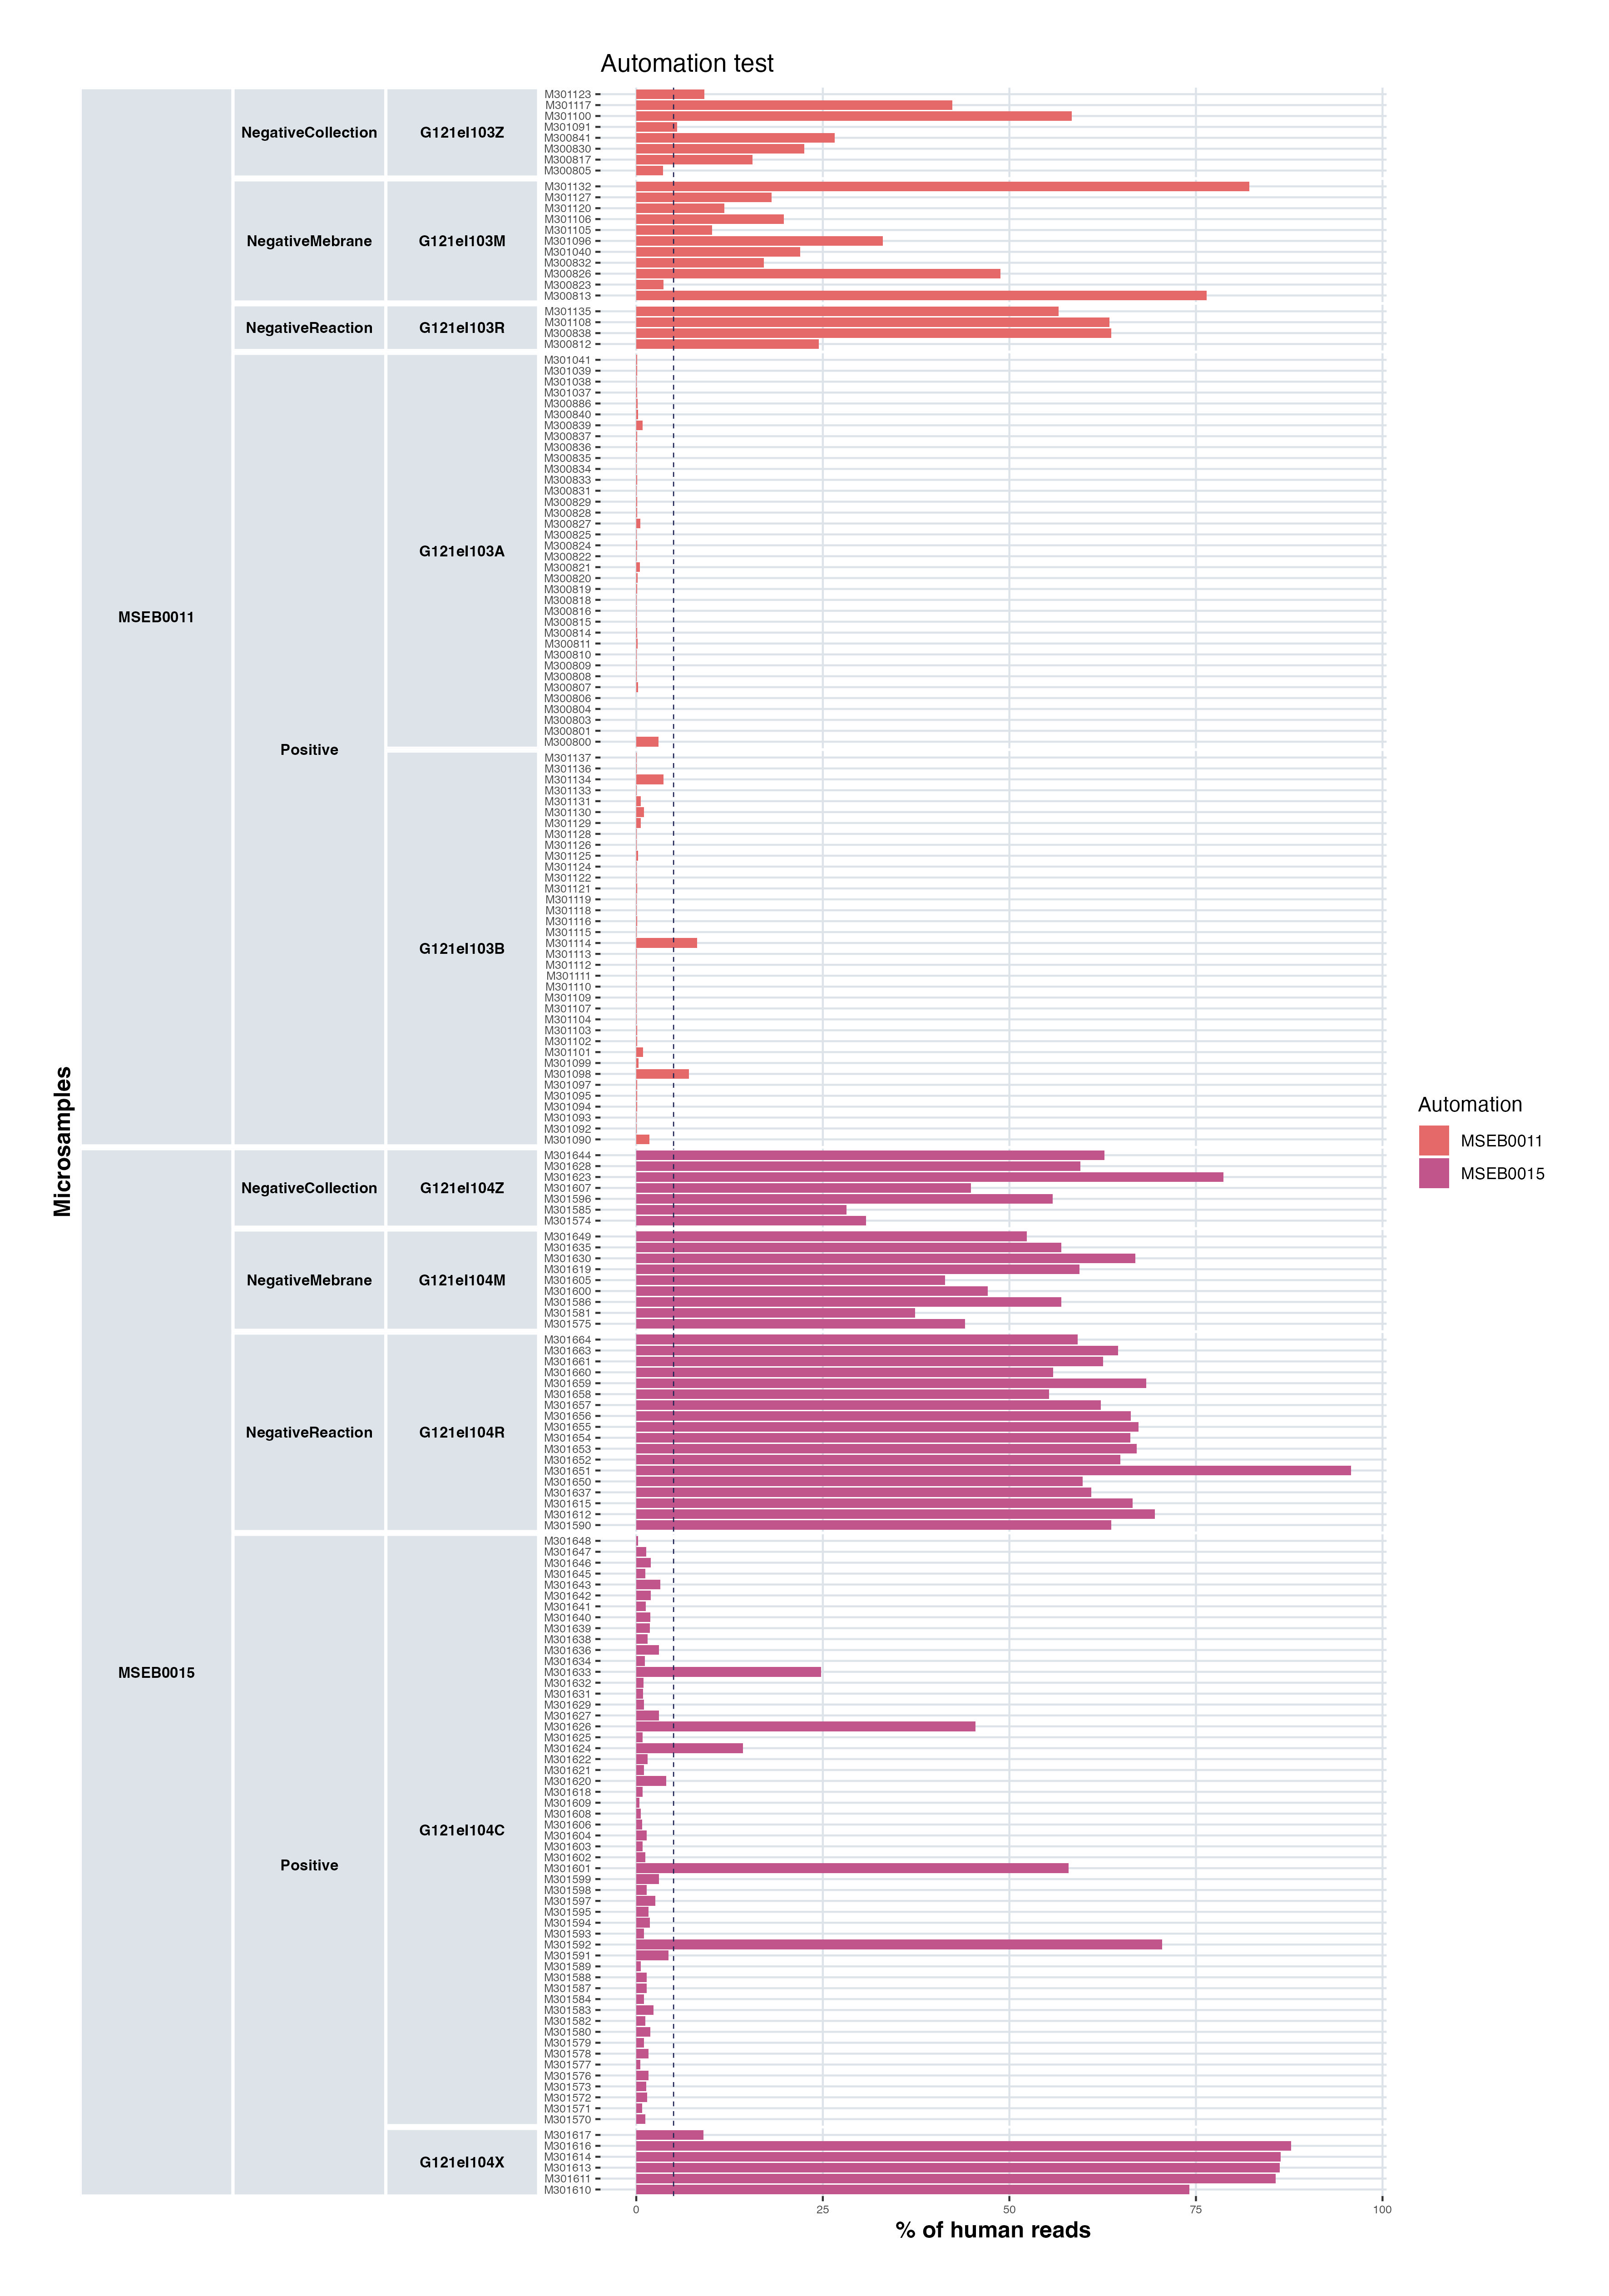 Automation test
Microsamples
MSEB0011
NegativeCollection
G121eI103Z
M301123
M301117
M301100
M301091
M300841
M300830
M300817
M300805
NegativeMebrane
G121eI103M
M301132
M301127
M301120
M301106
M301105
M301096
M301040
M300832
M300826
M300823
M300813
NegativeReaction
G121eI103R
M301135
M301108
M300838
M300812
Positive
G121eI103A
M301041
M301039
M301038
M301037
M300886
M300840
M300839
M300837
M300836
M300835
M300834
M300833
M300831
M300829
M300828
M300827
M300825
M300824
M300822
M300821
M300820
M300819
M300818
M300816
M300815
M300814
M300811
M300810
M300809
M300808
M300807
M300806
M300804
M300803
M300801
M300800
G121eI103B
M301137
M301136
M301134
M301133
M301131
M301130
M301129
M301128
M301126
M301125
M301124
M301122
M301121
M301119
M301118
M301116
M301115
M301114
M301113
M301112
M301111
M301110
M301109
M301107
M301104
M301103
M301102
M301101
M301099
M301098
M301097
M301095
M301094
M301093
M301092
M301090
MSEB0015
NegativeCollection
G121eI104Z
M301644
M301628
M301623
M301607
M301596
M301585
M301574
NegativeMebrane
G121eI104M
M301649
M301635
M301630
M301619
M301605
M301600
M301586
M301581
M301575
NegativeReaction
G121eI104R
M301664
M301663
M301661
M301660
M301659
M301658
M301657
M301656
M301655
M301654
M301653
M301652
M301651
M301650
M301637
M301615
M301612
M301590
Positive
G121eI104C
M301648
M301647
M301646
M301645
M301643
M301642
M301641
M301640
M301639
M301638
M301636
M301634
M301633
M301632
M301631
M301629
M301627
M301626
M301625
M301624
M301622
M301621
M301620
M301618
M301609
M301608
M301606
M301604
M301603
M301602
M301601
M301599
M301598
M301597
M301595
M301594
M301593
M301592
M301591
M301589
M301588
M301587
M301584
M301583
M301582
M301580
M301579
M301578
M301577
M301576
M301573
M301572
M301571
M301570
G121eI104X
M301617
M301616
M301614
M301613
M301611
M301610
0 25 50 75 100
% of human reads
Automation
MSEB0011
MSEB0015